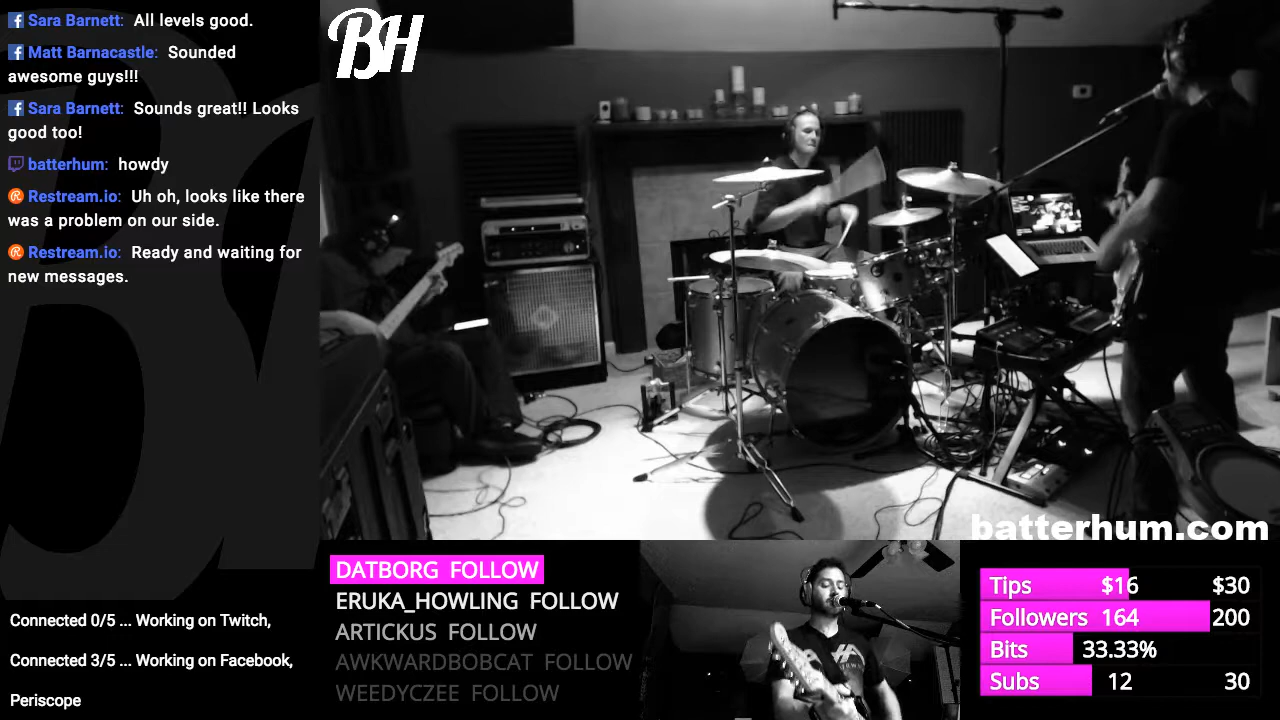 Sara Barnett: All levels good.
Matt Barnacastle: Sounded
awesome guys!!!
Sara Barnett: Sounds great!! Looks
good too!
batterhum: howdy
Restream.io: Uh oh, looks like there
was a problem on our side.
Restream.io: Ready and waiting for
new messages.
Connected 0/5 ... Working on Twitch,
Connected 3/5 ... Working on Facebook,
Periscope
BH
batterhum.com
DATBORG FOLLOW
ERUKA_HOWLING FOLLOW
ARTICKUS FOLLOW
AWKWARDBOBCAT FOLLOW
WEEDYCZEE FOLLOW
Tips $16 $30
Followers 164 200
Bits 33.33%
Subs 12 30